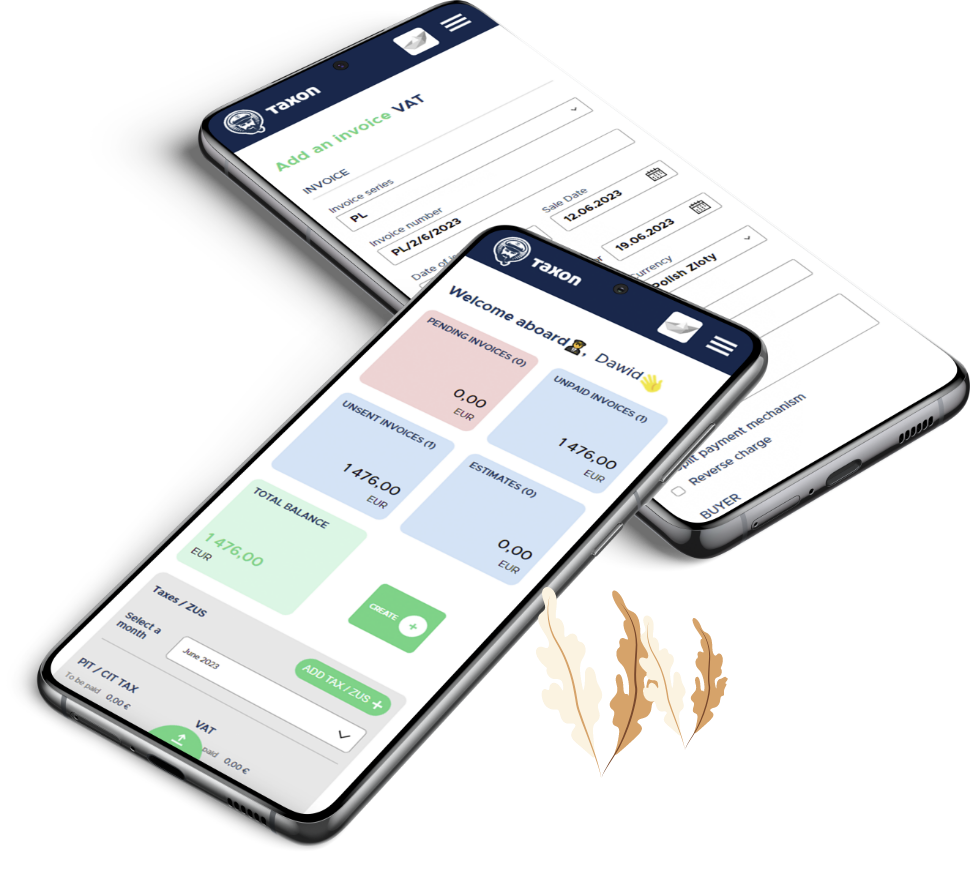 Taxon
Add an invoice VAT
INVOICE
Invoice series
PL
Invoice number
PL/2/6/2023
Date of
Sale Date
12.06.2023
19.06.2023
Currency
Polish Zloty
Split payment mechanism
Reverse charge
BUYER
Taxon
Welcome aboard, Dawid
PENDING INVOICES (0)
0,00
EUR
UNPAID INVOICES (1)
1 476,00
EUR
UNSENT INVOICES (1)
1 476,00
EUR
ESTIMATES (0)
0,00
EUR
TOTAL BALANCE
1 476,00
EUR
CREATE +
Taxes / ZUS
Select a
month
June 2023
ADD TAX / ZUS +
PIT / CIT TAX
To be paid 0,00 €
VAT
paid 0,00 €